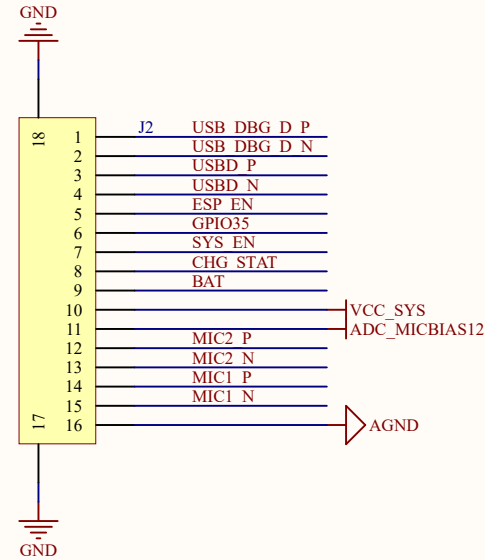 GND
18
J2
1 USB_DBG_D_P
2 USB_DBG_D_N
3 USBD_P
4 USBD_N
5 ESP_EN
6 GPIO35
7 SYS_EN
8 CHG_STAT
9 BAT
10 VCC_SYS
11 ADC_MICBIAS12
12 MIC2_P
13 MIC2_N
14 MIC1_P
15 MIC1_N
16 AGND
17
GND